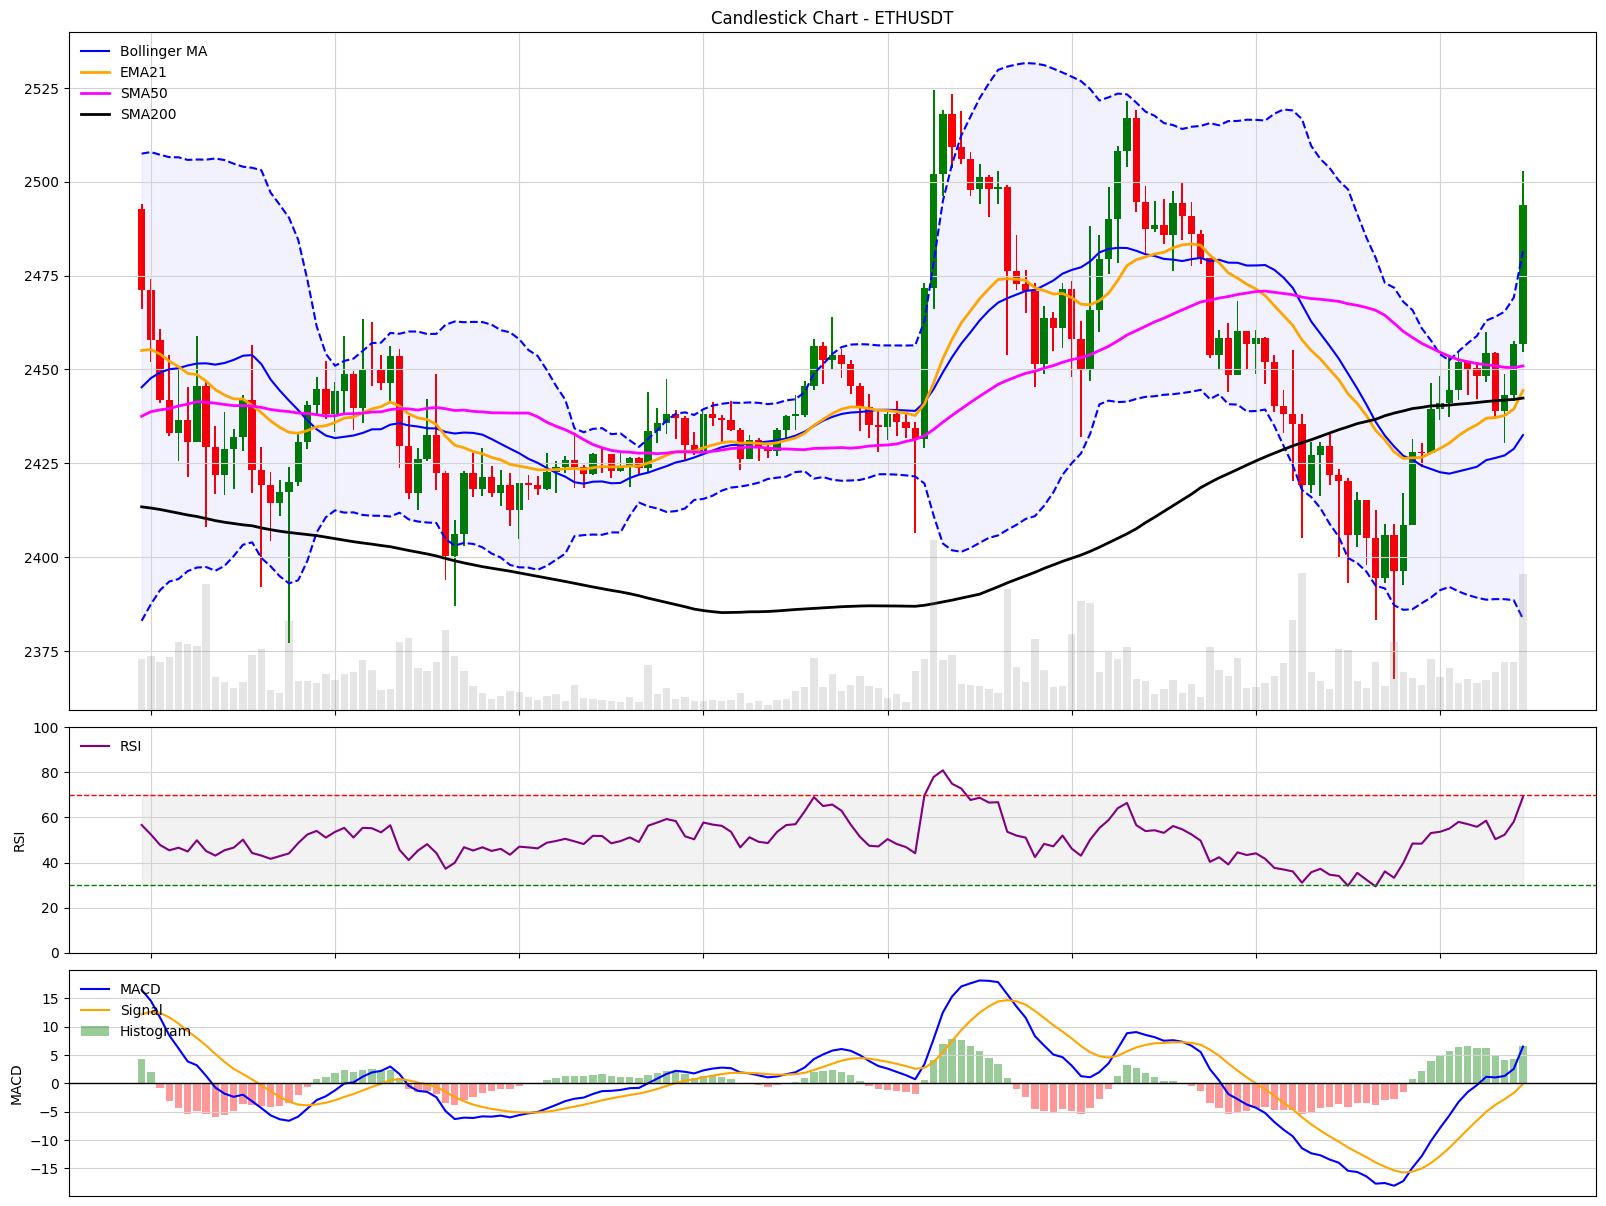 Candlestick Chart - ETHUSDT
Bollinger MA
EMA21
SMA50
SMA200
2525
2500
2475
2450
2425
2400
2375
RSI
100
80
60
40
20
0
RSI
MACD
Signal
Histogram
15
10
5
0
−5
−10
−15
MACD